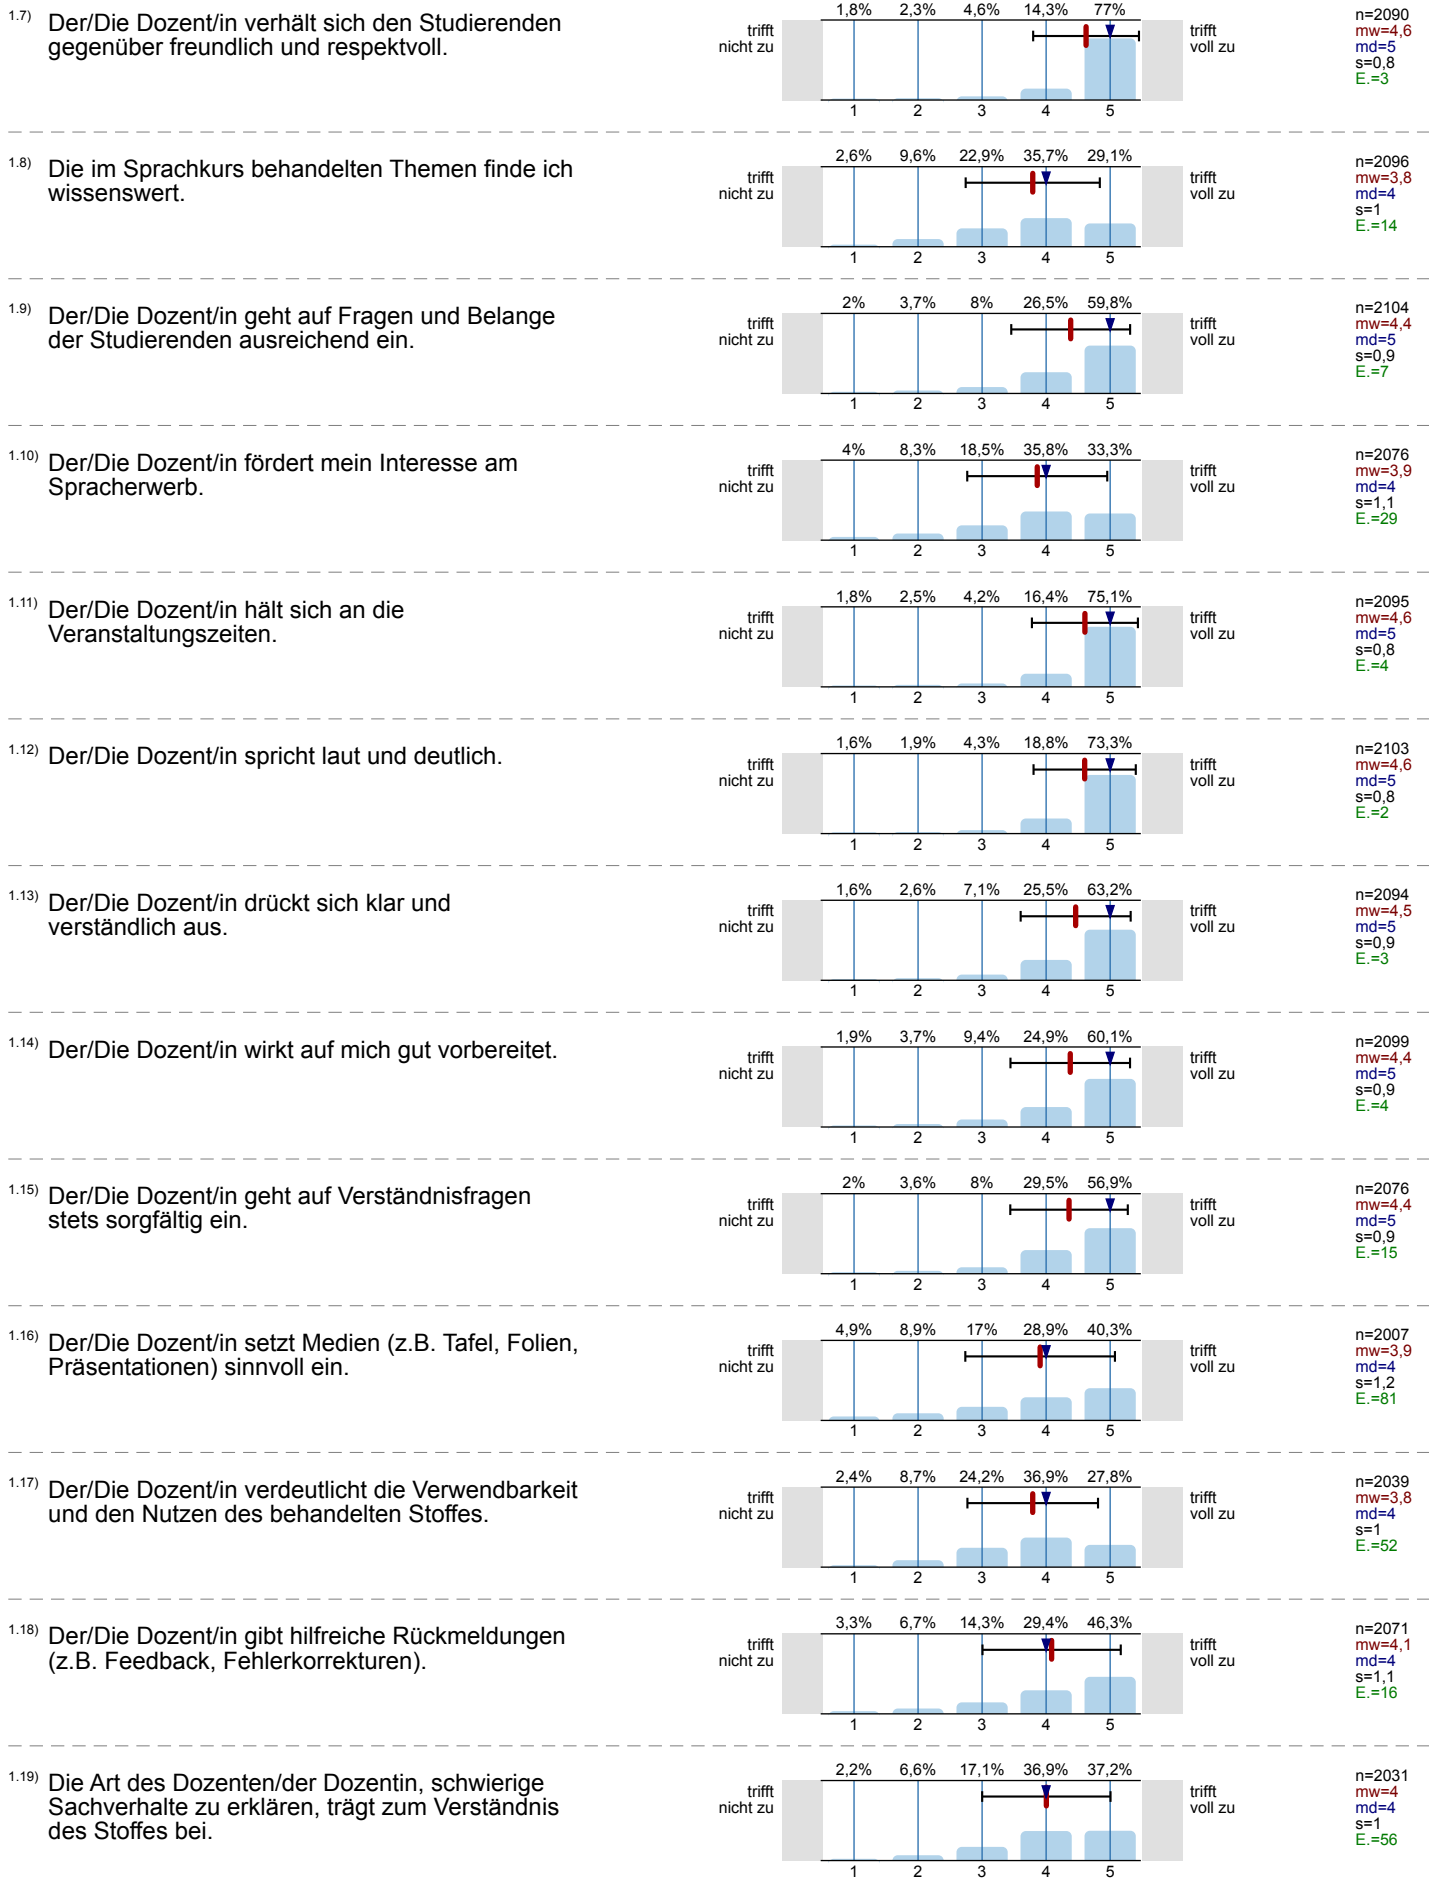 1.7) Der/Die Dozent/in verhält sich den Studierenden
gegenüber freundlich und respektvoll.
trifft
nicht zu
1,8% 2,3% 4,6% 14,3% 77%
1 2 3 4 5
trifft
voll zu
n=2090
mw=4,6
md=5
s=0,8
E.=3
1.8) Die im Sprachkurs behandelten Themen finde ich
wissenswert.
trifft
nicht zu
2,6% 9,6% 22,9% 35,7% 29,1%
1 2 3 4 5
trifft
voll zu
n=2096
mw=3,8
md=4
s=1
E.=14
1.9) Der/Die Dozent/in geht auf Fragen und Belange
der Studierenden ausreichend ein.
trifft
nicht zu
2% 3,7% 8% 26,5% 59,8%
1 2 3 4 5
trifft
voll zu
n=2104
mw=4,4
md=5
s=0,9
E.=7
1.10) Der/Die Dozent/in fördert mein Interesse am
Spracherwerb.
trifft
nicht zu
4% 8,3% 18,5% 35,8% 33,3%
1 2 3 4 5
trifft
voll zu
n=2076
mw=3,9
md=4
s=1,1
E.=29
1.11) Der/Die Dozent/in hält sich an die
Veranstaltungszeiten.
trifft
nicht zu
1,8% 2,5% 4,2% 16,4% 75,1%
1 2 3 4 5
trifft
voll zu
n=2095
mw=4,6
md=5
s=0,8
E.=4
1.12) Der/Die Dozent/in spricht laut und deutlich.
trifft
nicht zu
1,6% 1,9% 4,3% 18,8% 73,3%
1 2 3 4 5
trifft
voll zu
n=2103
mw=4,6
md=5
s=0,8
E.=2
1.13) Der/Die Dozent/in drückt sich klar und
verständlich aus.
trifft
nicht zu
1,6% 2,6% 7,1% 25,5% 63,2%
1 2 3 4 5
trifft
voll zu
n=2094
mw=4,5
md=5
s=0,9
E.=3
1.14) Der/Die Dozent/in wirkt auf mich gut vorbereitet.
trifft
nicht zu
1,9% 3,7% 9,4% 24,9% 60,1%
1 2 3 4 5
trifft
voll zu
n=2099
mw=4,4
md=5
s=0,9
E.=4
1.15) Der/Die Dozent/in geht auf Verständnisfragen
stets sorgfältig ein.
trifft
nicht zu
2% 3,6% 8% 29,5% 56,9%
1 2 3 4 5
trifft
voll zu
n=2076
mw=4,4
md=5
s=0,9
E.=15
1.16) Der/Die Dozent/in setzt Medien (z.B. Tafel, Folien,
Präsentationen) sinnvoll ein.
trifft
nicht zu
4,9% 8,9% 17% 28,9% 40,3%
1 2 3 4 5
trifft
voll zu
n=2007
mw=3,9
md=4
s=1,2
E.=81
1.17) Der/Die Dozent/in verdeutlicht die Verwendbarkeit
und den Nutzen des behandelten Stoffes.
trifft
nicht zu
2,4% 8,7% 24,2% 36,9% 27,8%
1 2 3 4 5
trifft
voll zu
n=2039
mw=3,8
md=4
s=1
E.=52
1.18) Der/Die Dozent/in gibt hilfreiche Rückmeldungen
(z.B. Feedback, Fehlerkorrekturen).
trifft
nicht zu
3,3% 6,7% 14,3% 29,4% 46,3%
1 2 3 4 5
trifft
voll zu
n=2071
mw=4,1
md=4
s=1,1
E.=16
1.19) Die Art des Dozenten/der Dozentin, schwierige
Sachverhalte zu erklären, trägt zum Verständnis
des Stoffes bei.
trifft
nicht zu
2,2% 6,6% 17,1% 36,9% 37,2%
1 2 3 4 5
trifft
voll zu
n=2031
mw=4
md=4
s=1
E.=56